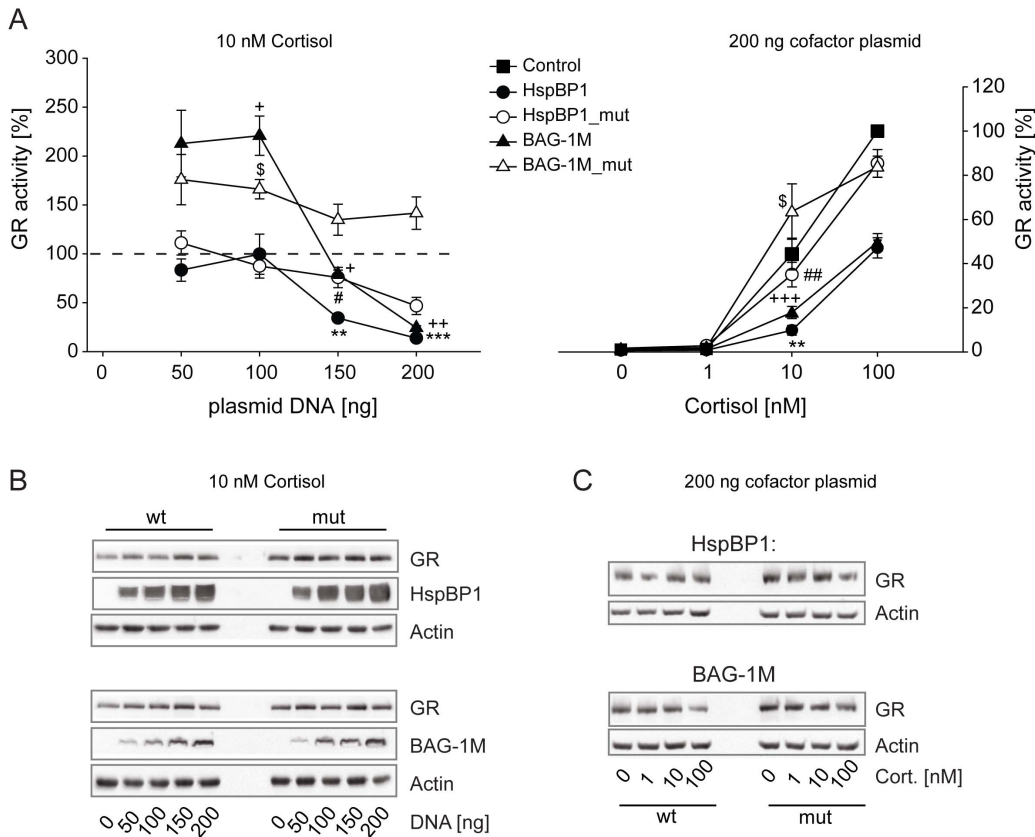 A
10 nM Cortisol
200 ng cofactor plasmid
GR activity [%]
300
250
200
150
100
50
0
+
$
+
#
**
++
***
0
50
100
150
200
plasmid DNA [ng]
Control
HspBP1
HspBP1_mut
BAG-1M
BAG-1M_mut
$
##
+++
**
120
100
80
60
40
20
0
GR activity [%]
0
1
10
100
Cortisol [nM]
B
10 nM Cortisol
wt
mut
GR
HspBP1
Actin
GR
BAG-1M
Actin
0 50 100 150 200 0 50 100 150 200 DNA [ng]
C
200 ng cofactor plasmid
HspBP1:
GR
Actin
BAG-1M
GR
Actin
0 1 10 100 0 1 10 100 Cort. [nM]
wt
mut